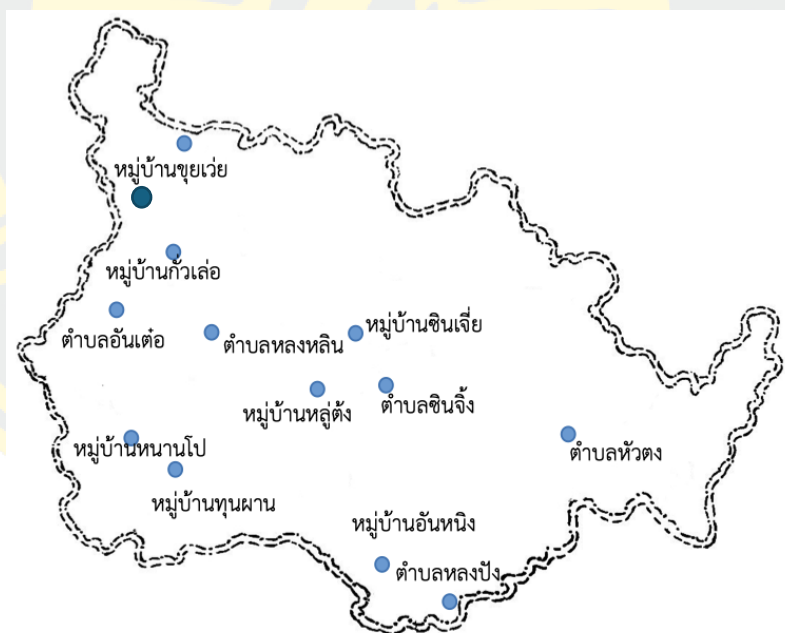 หมู่บ้านขุยเว่ย
หมู่บ้านกั่วเล่อ
ตำบลอันเต๋อ
ตำบลหลงหลิน
หมู่บ้านซินเจี่ย
หมู่บ้านหลู่ต้ง
ตำบลซินจิ้ง
หมู่บ้านหนานโป
ตำบลหัวตง
หมู่บ้านทุนผาน
หมู่บ้านอันหนิง
ตำบลหลงปัง